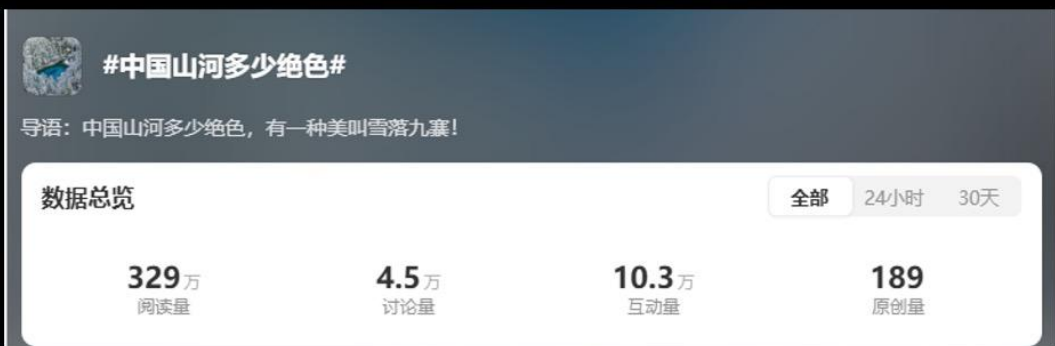 #中国山河多少绝色#
导语：中国山河多少绝色，有一种美叫雪落九寨！
数据总览 全部 24小时 30天
329万 4.5万 10.3万 189
阅读量 讨论量 互动量 原创量